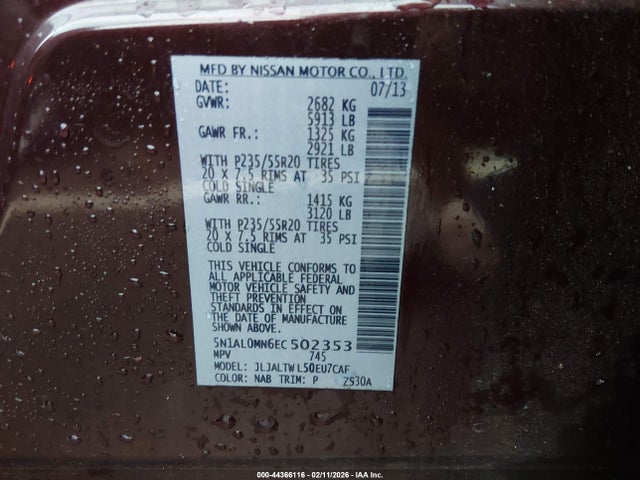 MFD BY NISSAN MOTOR CO., LTD.
DATE: 07/13
GVWR: 2682 KG
5913 LB
GAWR FR.: 1325 KG
2921 LB
WITH P235/55R20 TIRES
20 X 7.5 RIMS AT 35 PSI
COLD SINGLE
GAWR RR.: 1415 KG
3120 LB
WITH P235/55R20 TIRES
20 X 7.5 RIMS AT 35 PSI
COLD SINGLE
THIS VEHICLE CONFORMS TO
ALL APPLICABLE FEDERAL
MOTOR VEHICLE SAFETY AND
THEFT PREVENTION
STANDARDS IN EFFECT ON
THE DATE OF MANUFACTURE
SHOWN ABOVE.
5N1AL0MN6EC502353
MPV 745
MODEL: JLJALTWL50EU7CAF
COLOR: NAB TRIM: P ZS30A
000-44366116 - 02/11/2026 - IAA Inc.